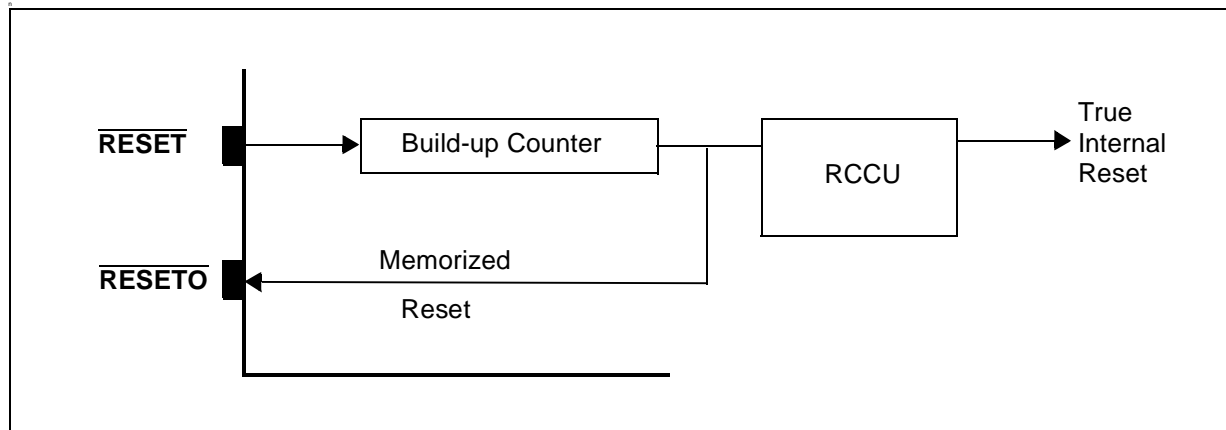 RESET
Build-up Counter
RCCU
True
Internal
Reset
RESETO
Memorized
Reset